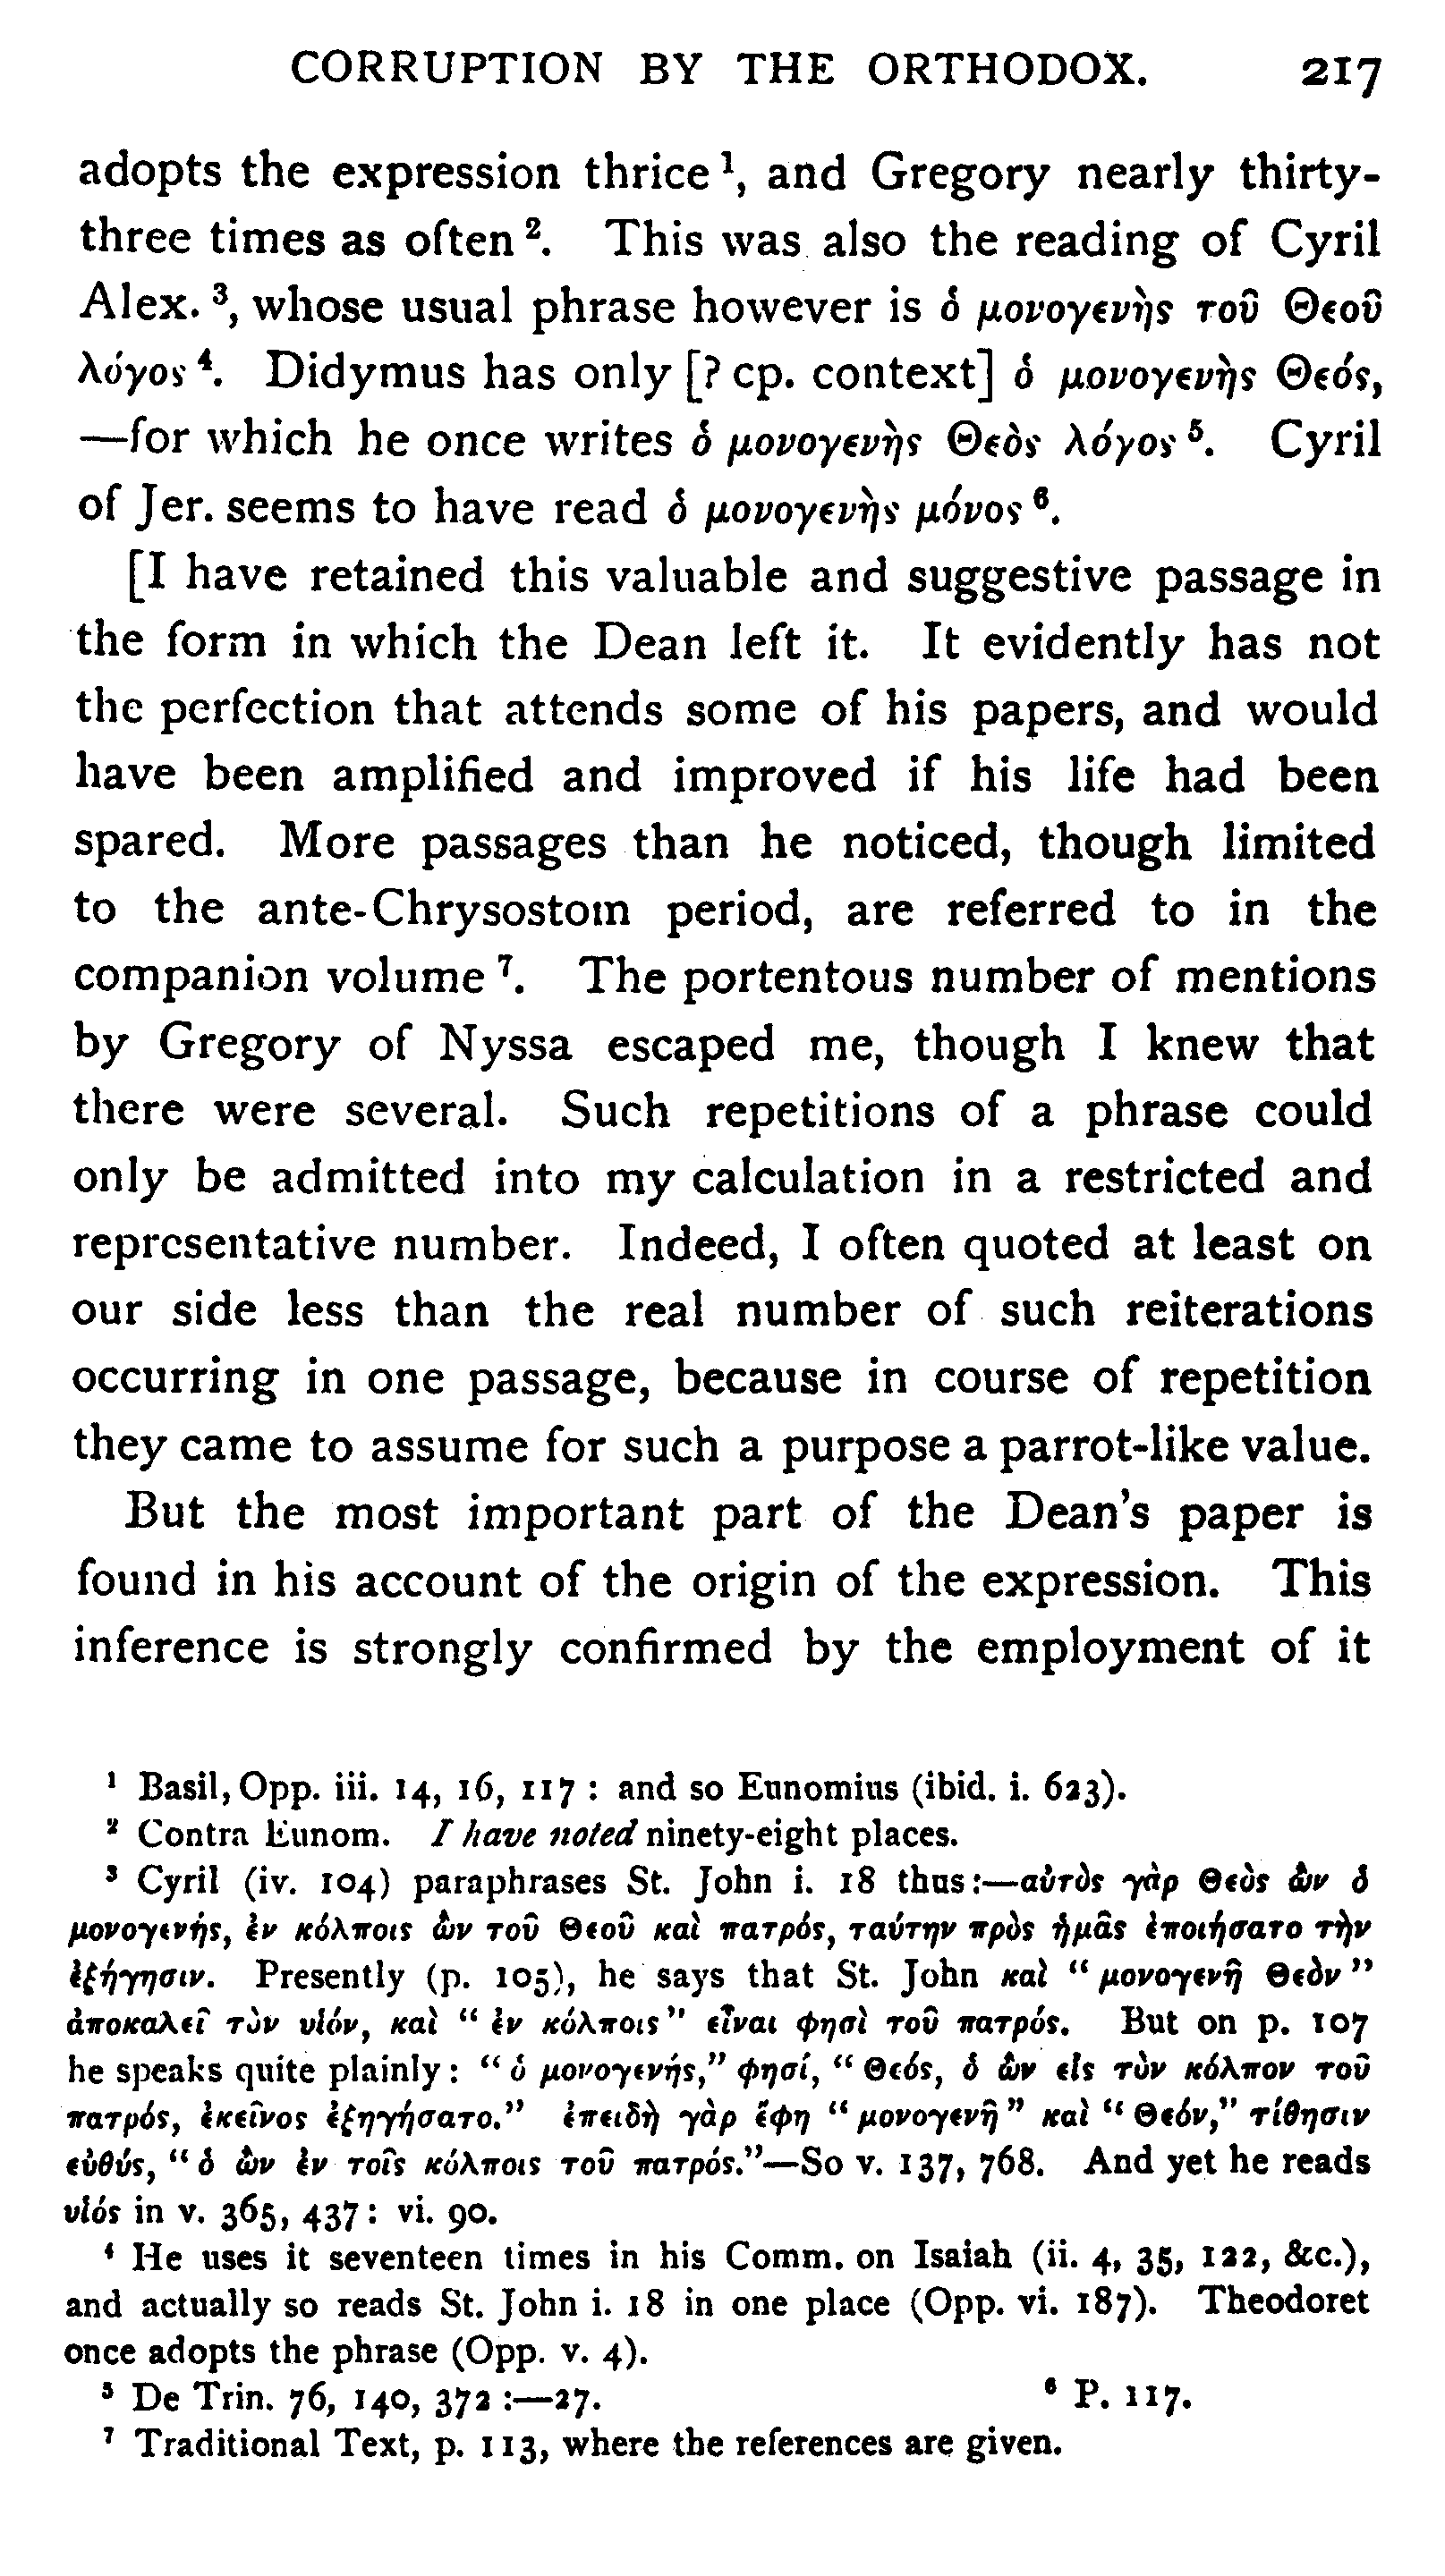 CORRUPTION BY THE ORTHODOX. 217
adopts the expression thrice ¹, and Gregory nearly thirty-
three times as often ². This was also the reading of Cyril
Alex. ³, whose usual phrase however is ὁ μονογενὴς τοῦ Θεοῦ
λόγος ⁴. Didymus has only [? cp. context] ὁ μονογενὴς Θεός,
—for which he once writes ὁ μονογενὴς Θεὸς λόγος ⁵. Cyril
of Jer. seems to have read ὁ μονογενὴς μόνος ⁶.
[I have retained this valuable and suggestive passage in
the form in which the Dean left it. It evidently has not
the perfection that attends some of his papers, and would
have been amplified and improved if his life had been
spared. More passages than he noticed, though limited
to the ante-Chrysostom period, are referred to in the
companion volume ⁷. The portentous number of mentions
by Gregory of Nyssa escaped me, though I knew that
there were several. Such repetitions of a phrase could
only be admitted into my calculation in a restricted and
representative number. Indeed, I often quoted at least on
our side less than the real number of such reiterations
occurring in one passage, because in course of repetition
they came to assume for such a purpose a parrot-like value.
But the most important part of the Dean's paper is
found in his account of the origin of the expression. This
inference is strongly confirmed by the employment of it
¹ Basil, Opp. iii. 14, 16, 117 : and so Eunomius (ibid. i. 623).
² Contra Eunom. I have noted ninety-eight places.
³ Cyril (iv. 104) paraphrases St. John i. 18 thus:—αὐτὸς γὰρ Θεὸς ὢν ὁ
μονογενής, ἐν κόλποις ὢν τοῦ Θεοῦ καὶ πατρός, ταύτην πρὸς ἡμᾶς ἐποιήσατο τὴν
ἐξήγησιν. Presently (p. 105), he says that St. John καὶ “ μονογενῆ Θεὸν ”
ἀποκαλεῖ τὸν υἱόν, καὶ “ ἐν κόλποις” εἶναι φησὶ τοῦ πατρός. But on p. 107
he speaks quite plainly : “ ὁ μονογενής,” φησί, “ Θεός, ὁ ὢν εἰς τὸν κόλπον τοῦ
πατρός, ἐκεῖνος ἐξηγήσατο.” ἐπειδὴ γὰρ ἔφη “ μονογενῆ ” καὶ “ Θεόν,” τίθησιν
εὐθύς, “ ὁ ὢν ἐν τοῖς κόλποις τοῦ πατρός.”—So v. 137, 768. And yet he reads
υἱός in v. 365, 437 : vi. 90.
⁴ He uses it seventeen times in his Comm. on Isaiah (ii. 4, 35, 122, &c.),
and actually so reads St. John i. 18 in one place (Opp. vi. 187). Theodoret
once adopts the phrase (Opp. v. 4).
⁵ De Trin. 76, 140, 372 :—27. ⁶ P. 117.
⁷ Traditional Text, p. 113, where the references are given.